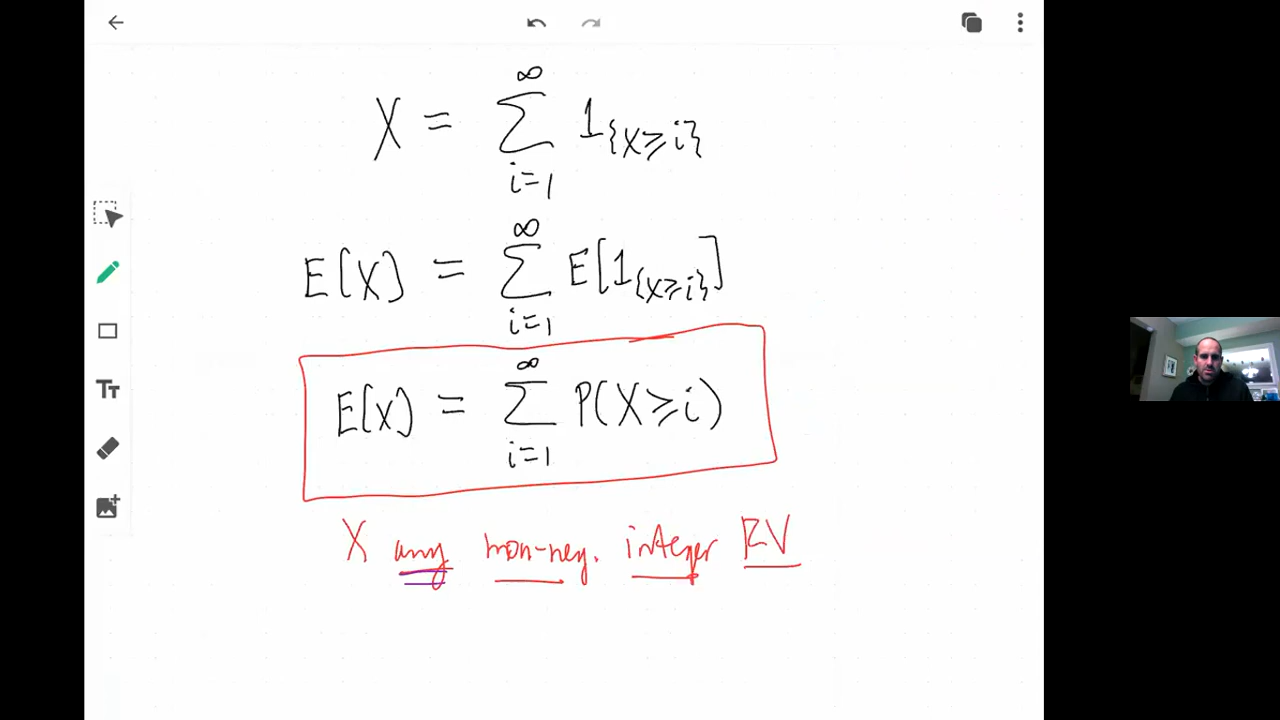 X = ∑_{i=1}^{∞} 1_{{X≥i}}
E[X] = ∑_{i=1}^{∞} E[1_{{X≥i}}]
E[X] = ∑_{i=1}^{∞} P(X≥i)
X any non-neg. integer RV